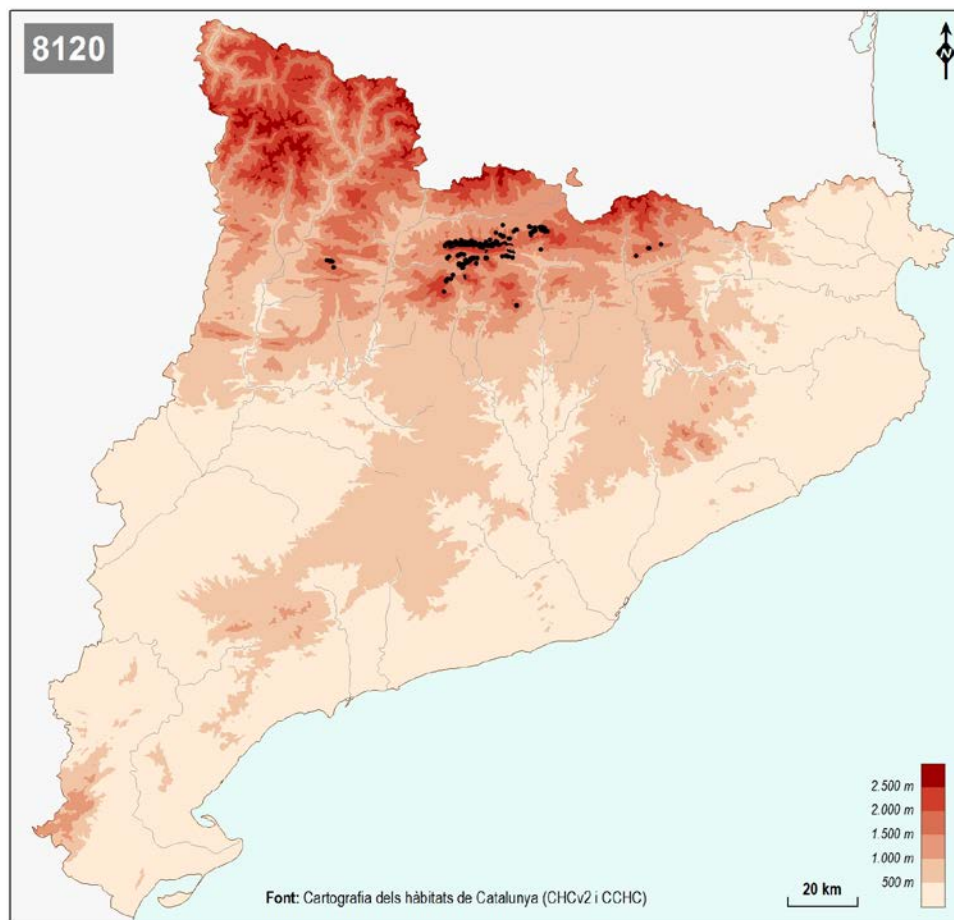 8120
N
2.500 m
2.000 m
1.500 m
1.000 m
500 m
Font: Cartografia dels hàbitats de Catalunya (CHCv2 i CCHC)
20 km